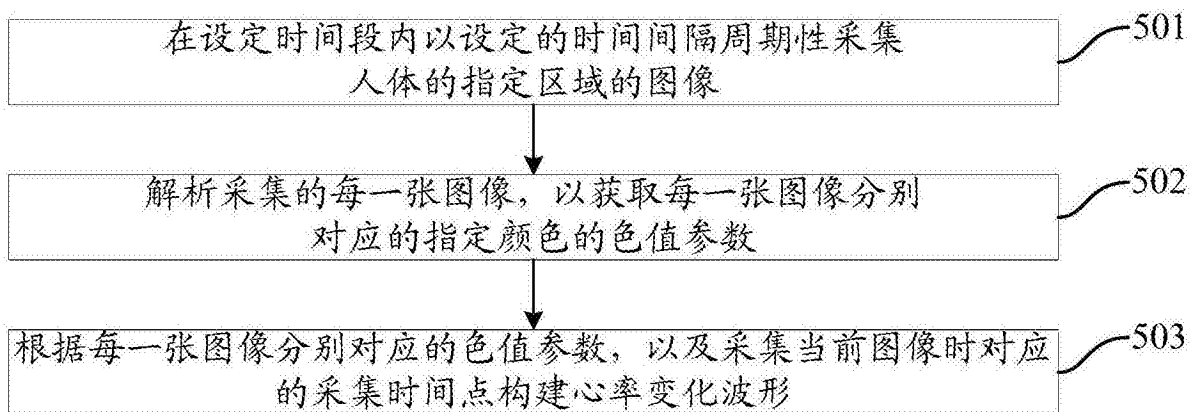 在设定时间段内以设定的时间间隔周期性采集
人体的指定区域的图像
501
解析采集的每一张图像，以获取每一张图像分别
对应的指定颜色的色值参数
502
根据每一张图像分别对应的色值参数，以及采集当前图像时对应
的采集时间点构建心率变化波形
503